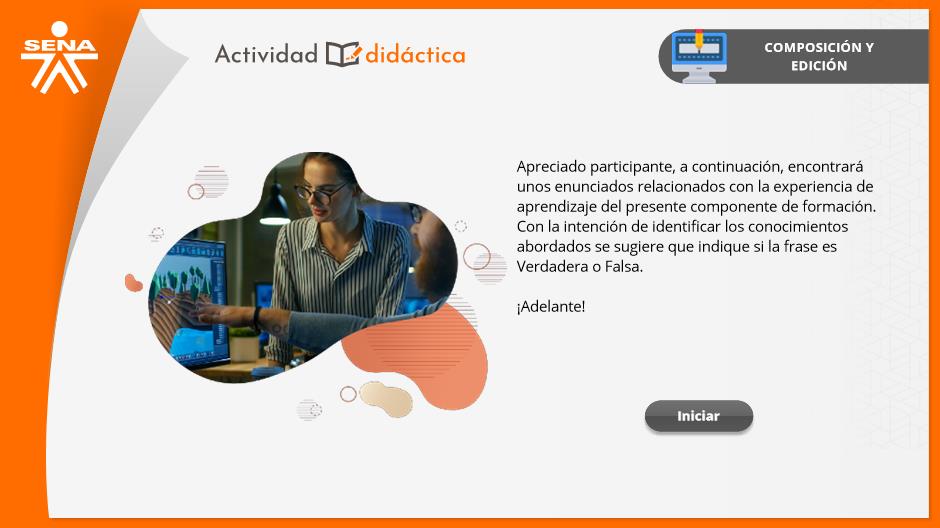 SENA
Actividad didáctica
COMPOSICIÓN Y
EDICIÓN
Apreciado participante, a continuación, encontrará
unos enunciados relacionados con la experiencia de
aprendizaje del presente componente de formación.
Con la intención de identificar los conocimientos
abordados se sugiere que indique si la frase es
Verdadera o Falsa.
¡Adelante!
Iniciar